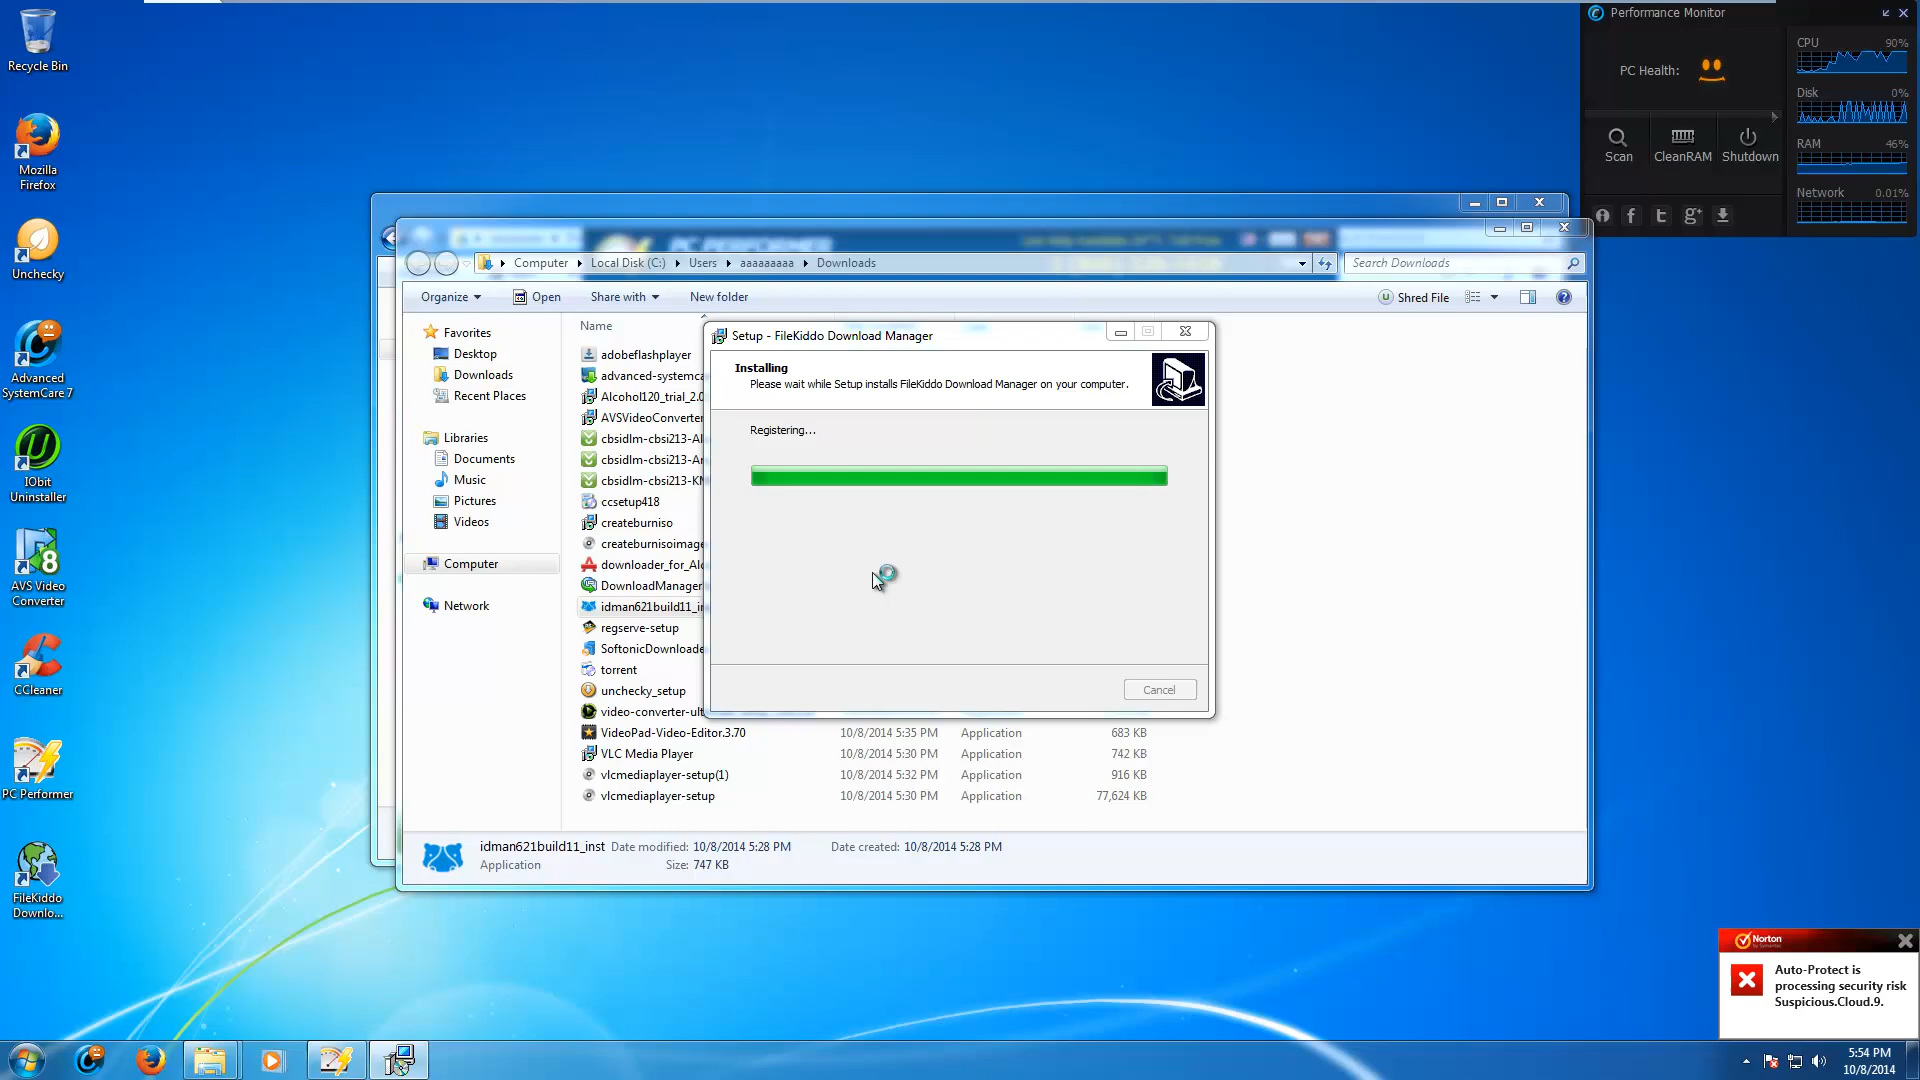 Recycle Bin
Mozilla
Firefox
Unchecky
Advanced
SystemCare 7
IObit
Uninstaller
AVS Video
Converter
CCleaner
PC Performer
FileKiddo
Downlo...
Performance Monitor
PC Health:
Scan
CleanRAM
Shutdown
CPU 90%
Disk 0%
RAM 46%
Network 0.01%
PC PERFORMER
Computer Local Disk (C:) Users aaaaaaaaa Downloads
Search Downloads
Organize Open Share with New folder
Shred File
Favorites
Desktop
Downloads
Recent Places
Libraries
Documents
Music
Pictures
Videos
Computer
Network
Name
adobeflashplayer
advanced-systemca
Alcohol120_trial_2.0
AVSVideoConverter
cbsidlm-cbsi213-Al
cbsidlm-cbsi213-Ar
cbsidlm-cbsi213-KM
ccsetup418
createburniso
createburnisoimage
downloader_for_Alc
DownloadManager
idman621build11_in
regserve-setup
SoftonicDownloade
torrent
unchecky_setup
video-converter-ul
VideoPad-Video-Editor.3.70 10/8/2014 5:35 PM Application 683 KB
VLC Media Player 10/8/2014 5:30 PM Application 742 KB
vlcmediaplayer-setup(1) 10/8/2014 5:32 PM Application 916 KB
vlcmediaplayer-setup 10/8/2014 5:30 PM Application 77,624 KB
Setup - FileKiddo Download Manager
Installing
Please wait while Setup installs FileKiddo Download Manager on your computer.
Registering...
Cancel
idman621build11_inst Date modified: 10/8/2014 5:28 PM Date created: 10/8/2014 5:28 PM
Application Size: 747 KB
Norton
by Symantec
Auto-Protect is
processing security risk
Suspicious.Cloud.9.
5:54 PM
10/8/2014